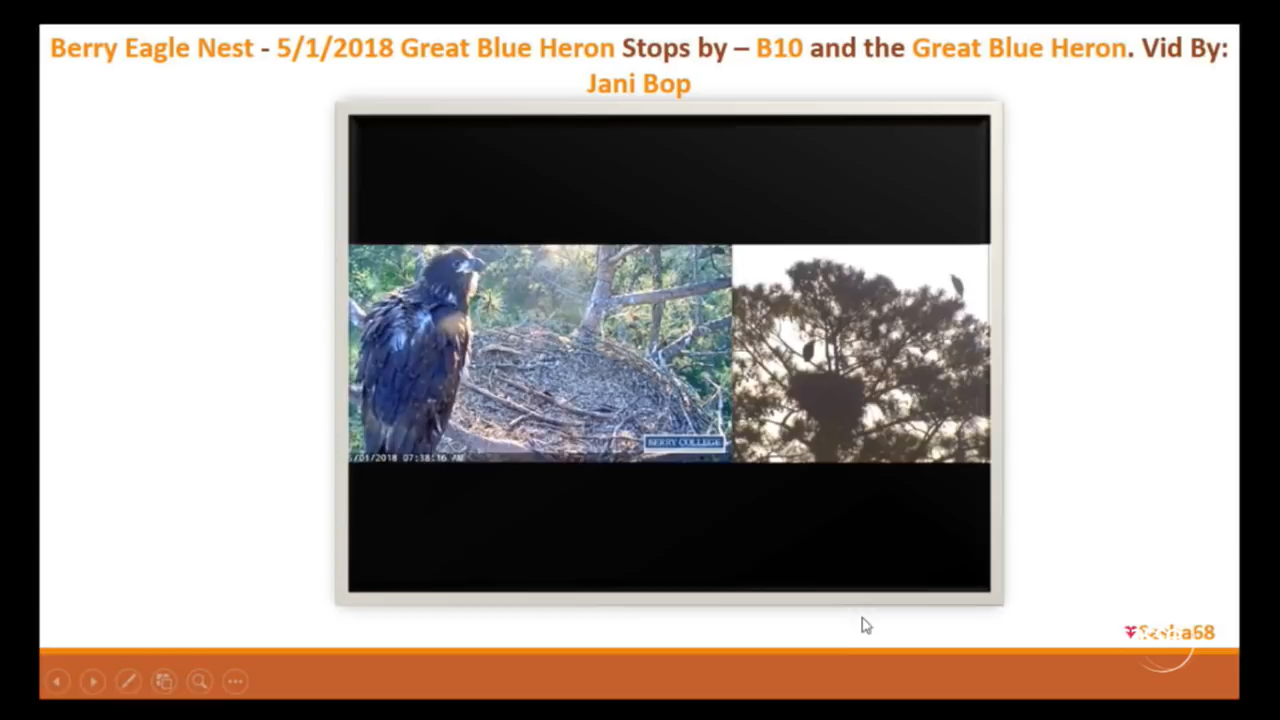 Berry Eagle Nest - 5/1/2018 Great Blue Heron Stops by – B10 and the Great Blue Heron. Vid By:
Jani Bop
BERRY COLLEGE
/01/2018 07:18:16 AM